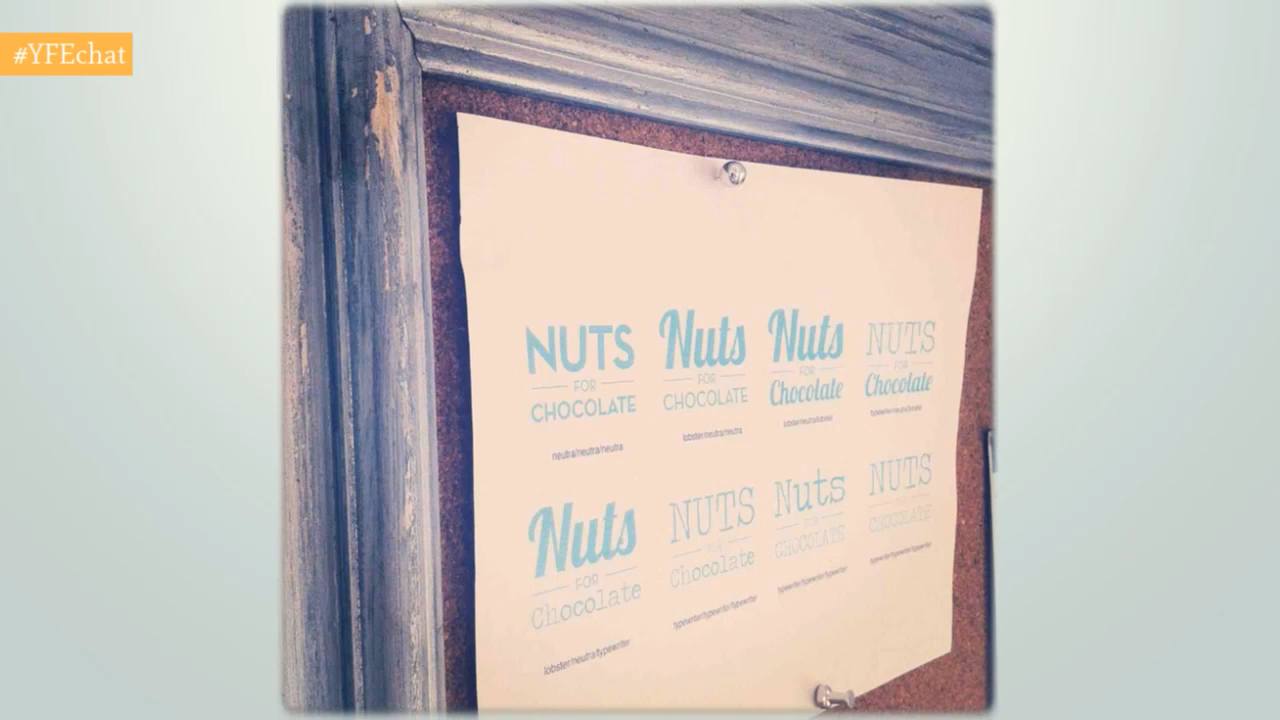 #YFEchat
NUTS
FOR
CHOCOLATE
neutra/neutra/neutra
Nuts
FOR
CHOCOLATE
lobster/neutra/neutra
Nuts
FOR
Chocolate
lobster/neutra/lobster
NUTS
FOR
Chocolate
typewriter/neutra/lobster
Nuts
FOR
Chocolate
lobster/neutra/typewriter
NUTS
FOR
Chocolate
typewriter/typewriter/typewriter
Nuts
FOR
CHOCOLATE
typewriter/typewriter/typewriter
NUTS
FOR
CHOCOLATE
typewriter/typewriter/typewriter